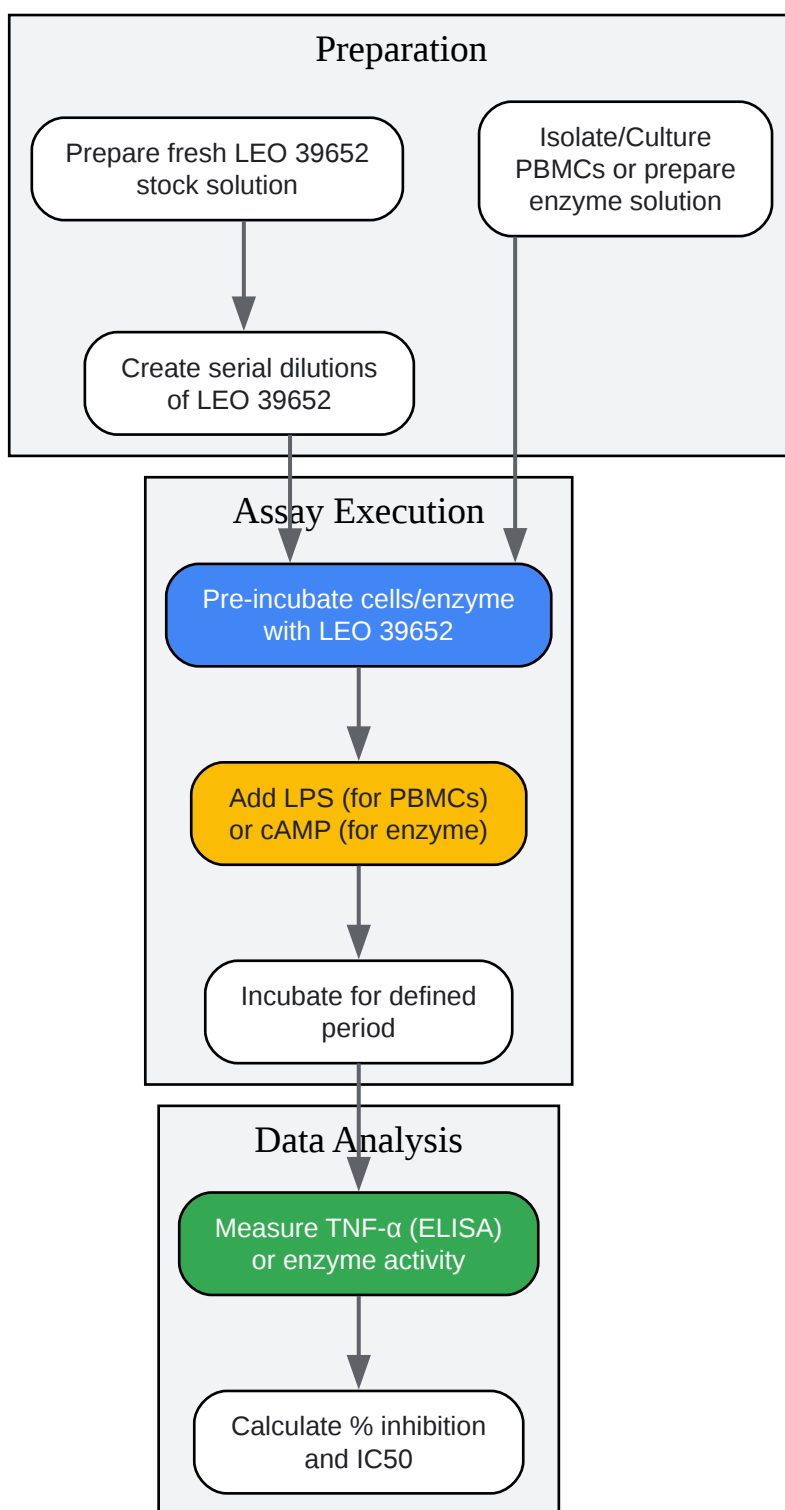 Preparation
Prepare fresh LEO 39652
stock solution
Isolate/Culture
PBMCs or prepare
enzyme solution
Create serial dilutions
of LEO 39652
Assay Execution
Pre-incubate cells/enzyme
with LEO 39652
Add LPS (for PBMCs)
or cAMP (for enzyme)
Incubate for defined
period
Data Analysis
Measure TNF-α (ELISA)
or enzyme activity
Calculate % inhibition
and IC50